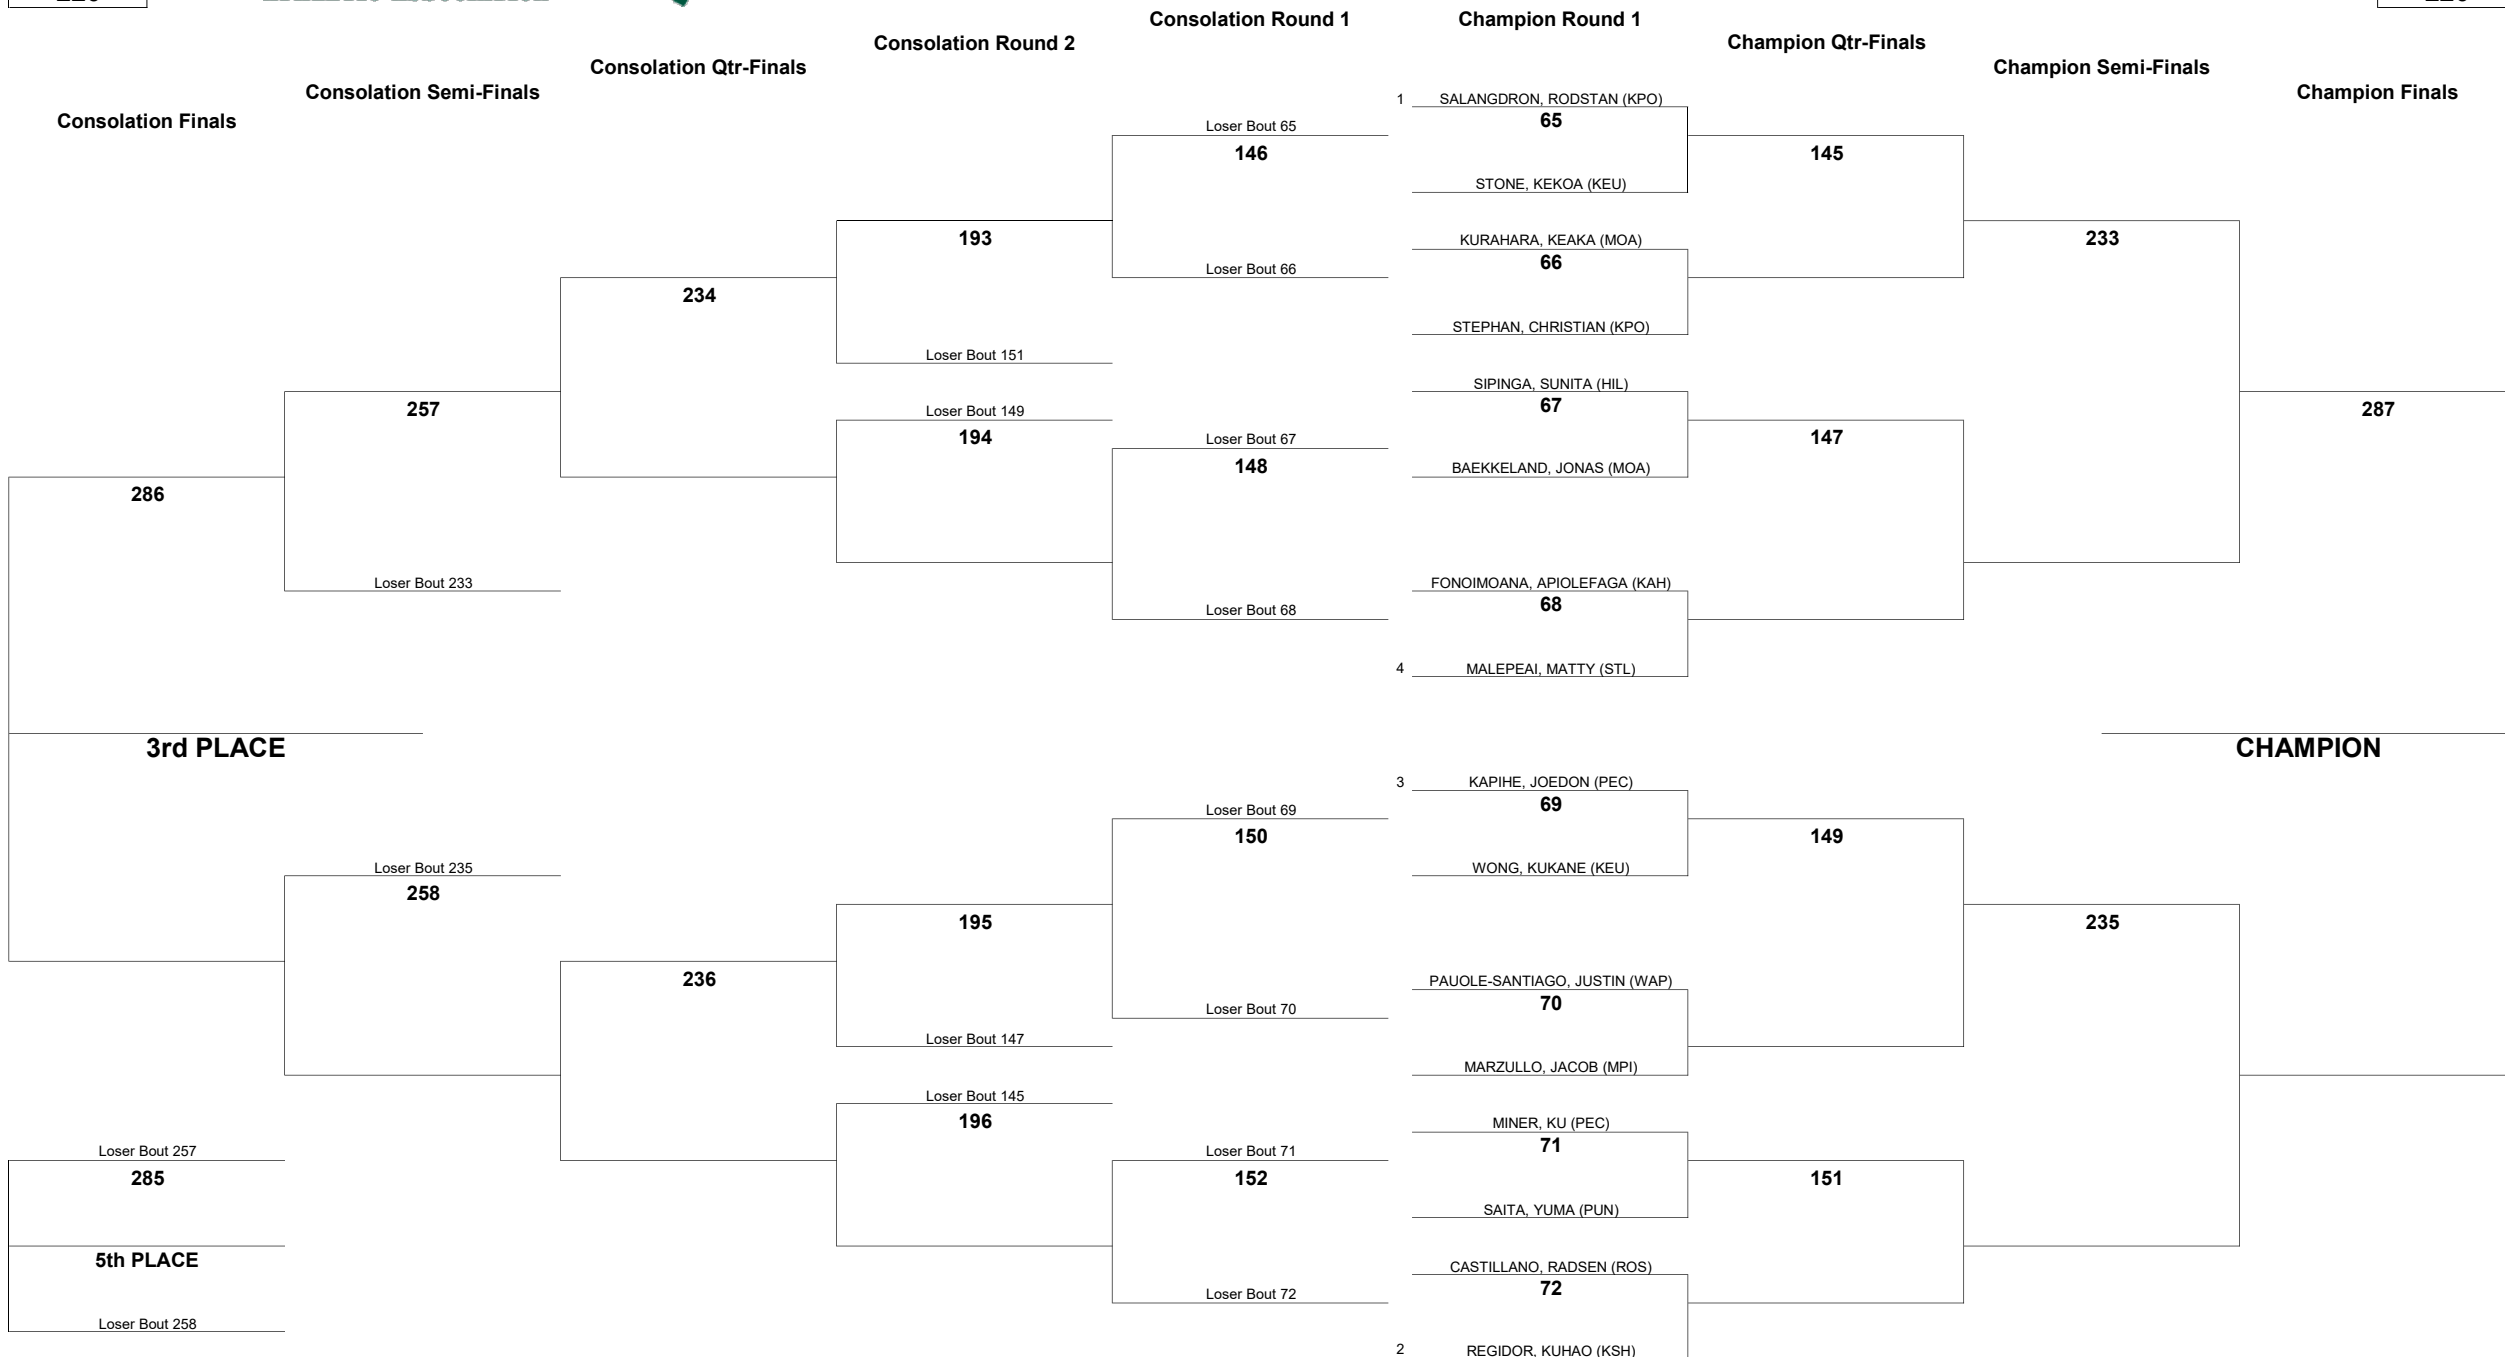 Consolation Round 1
Champion Round 1
Consolation Round 2
Champion Qtr-Finals
Consolation Qtr-Finals
Champion Semi-Finals
Consolation Semi-Finals
Champion Finals
Consolation Finals
1 SALANGDRON, RODSTAN (KPO)
65
Loser Bout 65
146
145
STONE, KEKOA (KEU)
193
233
KURAHARA, KEAKA (MOA)
66
Loser Bout 66
234
STEPHAN, CHRISTIAN (KPO)
Loser Bout 151
SIPINGA, SUNITA (HIL)
67
257
Loser Bout 149
287
194
Loser Bout 67
147
148
BAEKKELAND, JONAS (MOA)
286
Loser Bout 233
FONOIMOANA, APIOLEFAGA (KAH)
68
Loser Bout 68
4 MALEPEAI, MATTY (STL)
3rd PLACE
CHAMPION
3 KAPIHE, JOEDON (PEC)
69
Loser Bout 69
150
149
Loser Bout 235
WONG, KUKANE (KEU)
258
195
235
236
PAUOLE-SANTIAGO, JUSTIN (WAP)
70
Loser Bout 70
Loser Bout 147
MARZULLO, JACOB (MPI)
Loser Bout 145
196
MINER, KU (PEC)
71
Loser Bout 257
Loser Bout 71
285
152
151
SAITA, YUMA (PUN)
5th PLACE
CASTILLANO, RADSEN (ROS)
72
Loser Bout 72
Loser Bout 258
2 REGIDOR, KUHAO (KSH)